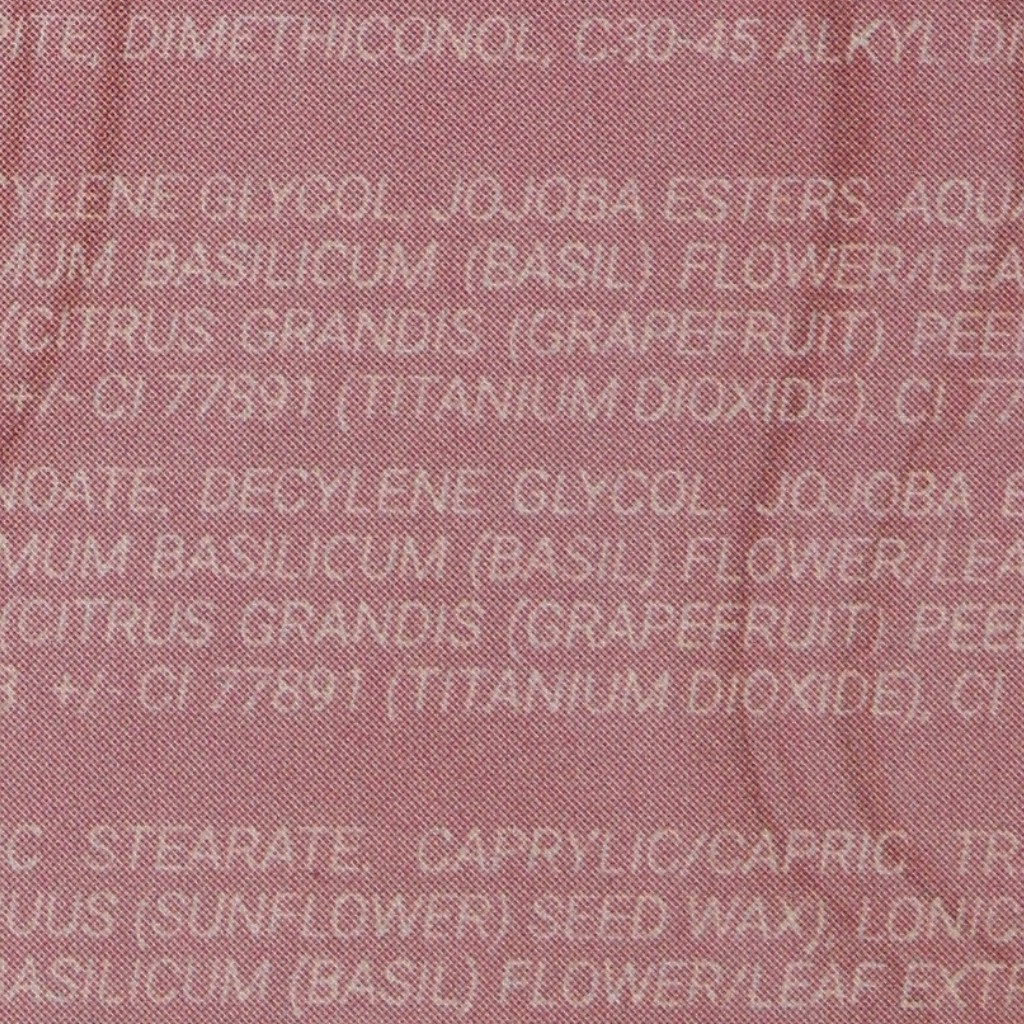 DIMETHICONOL, C30-45 ALKYL
GLYCOL, JOJOBA ESTERS,
BASILICUM (BASIL) FLOWER/
(CITRUS GRANDIS (GRAPEFRUIT)
+/- CI 77891 (TITANIUM DIOXIDE), CI
DECYLENE GLYCOL, JOJOBA
BASILICUM (BASIL) FLOWER/
(CITRUS GRANDIS (GRAPEFRUIT)
+/- CI 77891 (TITANIUM DIOXIDE), CI
STEARATE, CAPRYLIC/CAPRIC
(SUNFLOWER) SEED WAX),
(BASIL) FLOWER/LEAF